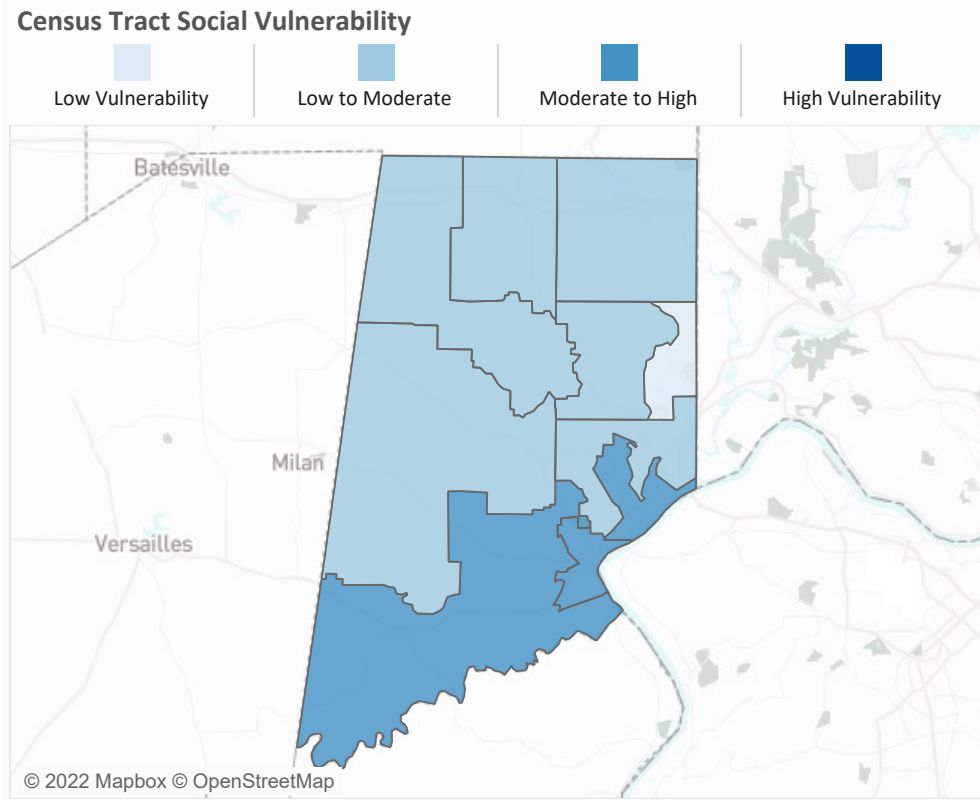 Census Tract Social Vulnerability
Low Vulnerability
Low to Moderate
Moderate to High
High Vulnerability
Batesville
Milan
Versailles
© 2022 Mapbox © OpenStreetMap